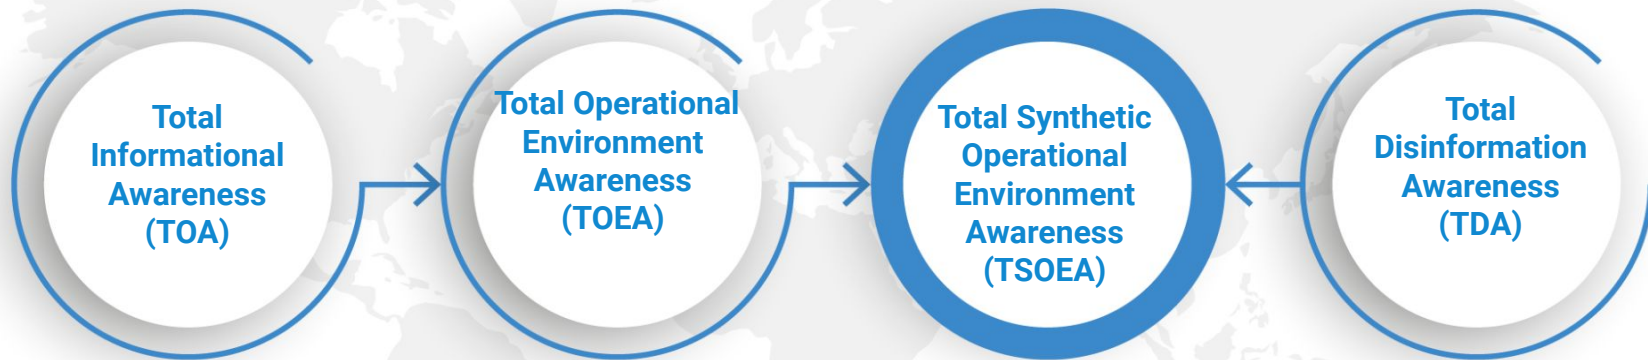 Total
Informational
Awareness
(TOA)
Total Operational
Environment
Awareness
(TOEA)
Total Synthetic
Operational
Environment
Awareness
(TSOEA)
Total
Disinformation
Awareness
(TDA)